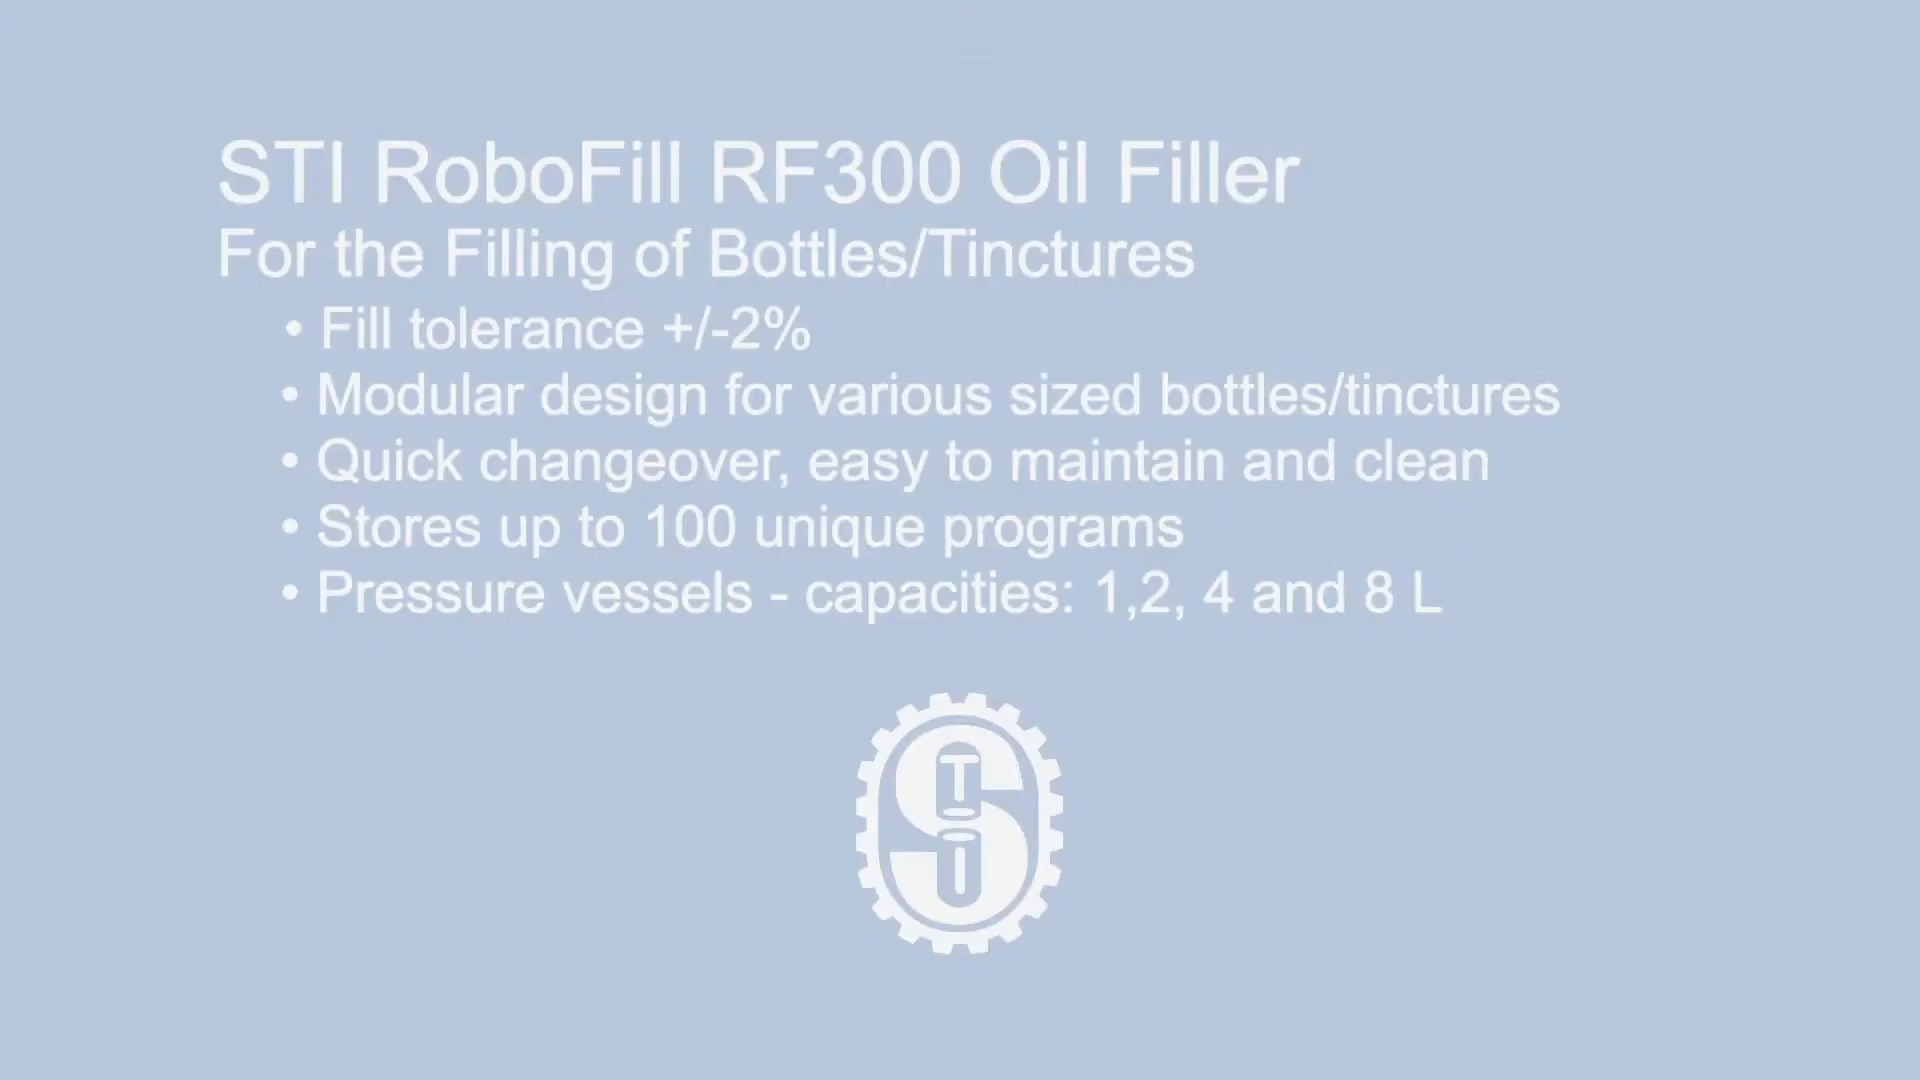 STI RoboFill RF300 Oil Filler
For the Filling of Bottles/Tinctures
• Fill tolerance +/-2%
• Modular design for various sized bottles/tinctures
• Quick changeover, easy to maintain and clean
• Stores up to 100 unique programs
• Pressure vessels - capacities: 1,2, 4 and 8 L
STI